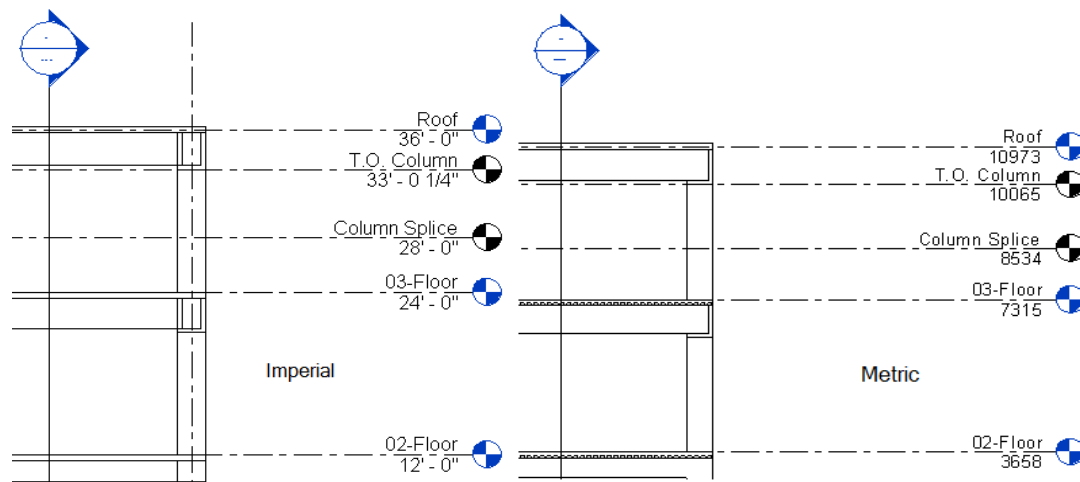 -
---
Roof
36' - 0"
T.O. Column
33' - 0 1/4"
Column Splice
28' - 0"
03-Floor
24' - 0"
Imperial
02-Floor
12' - 0"
-
---
Roof
10973
T.O. Column
10065
Column Splice
8534
03-Floor
7315
Metric
02-Floor
3658